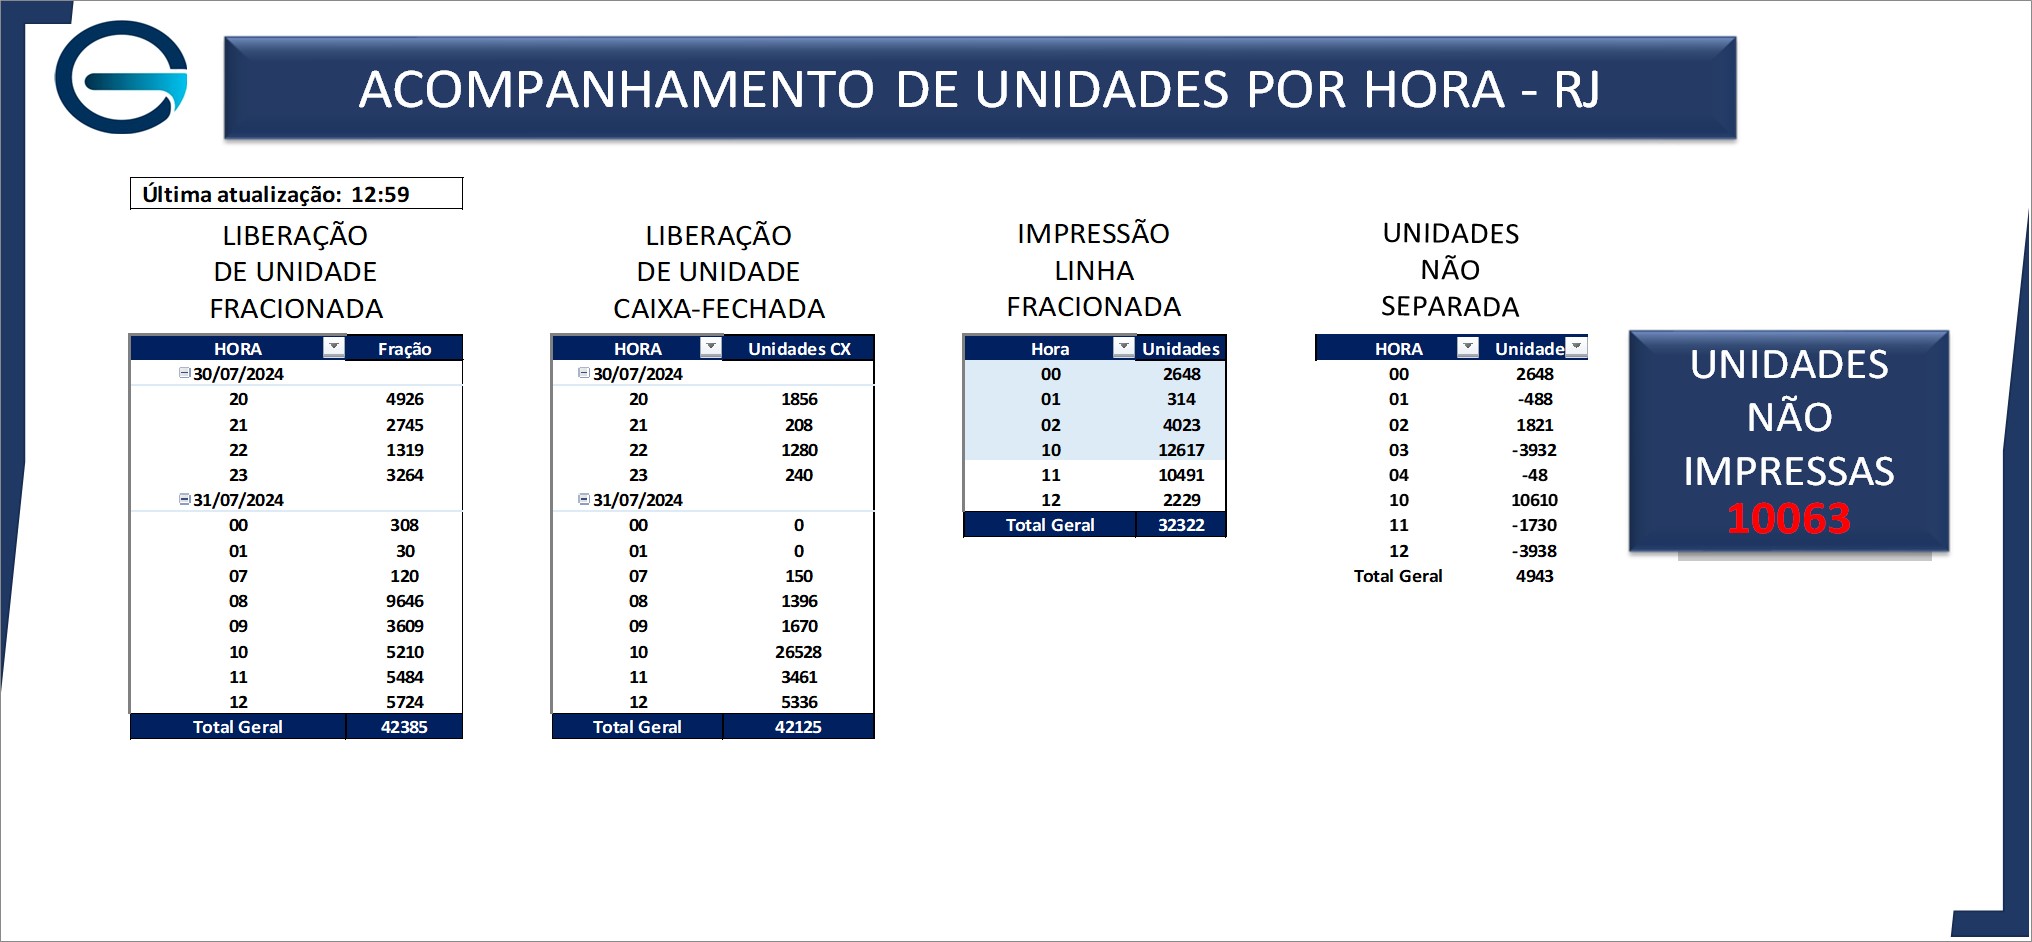 ACOMPANHAMENTO DE UNIDADES POR HORA - RJ
Última atualização: 12:59
LIBERAÇÃO
DE UNIDADE
FRACIONADA
HORA Fração
30/07/2024
20 4926
21 2745
22 1319
23 3264
31/07/2024
00 308
01 30
07 120
08 9646
09 3609
10 5210
11 5484
12 5724
Total Geral 42385
LIBERAÇÃO
DE UNIDADE
CAIXA-FECHADA
HORA Unidades CX
30/07/2024
20 1856
21 208
22 1280
23 240
31/07/2024
00 0
01 0
07 150
08 1396
09 1670
10 26528
11 3461
12 5336
Total Geral 42125
IMPRESSÃO
LINHA
FRACIONADA
Hora Unidades
00 2648
01 314
02 4023
10 12617
11 10491
12 2229
Total Geral 32322
UNIDADES
NÃO
SEPARADA
HORA Unidade
00 2648
01 -488
02 1821
03 -3932
04 -48
10 10610
11 -1730
12 -3938
Total Geral 4943
UNIDADES
NÃO
IMPRESSAS
10063